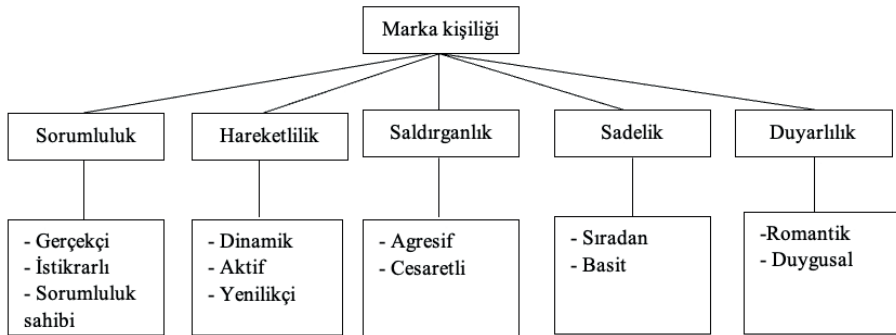 Marka kişiliği
Sorumluluk
Hareketlilik
Saldırganlık
Sadelik
Duyarlılık
- Gerçekçi
- İstikrarlı
- Sorumluluk
sahibi
- Dinamik
- Aktif
- Yenilikçi
- Agresif
- Cesaretli
- Sıradan
- Basit
-Romantik
- Duygusal